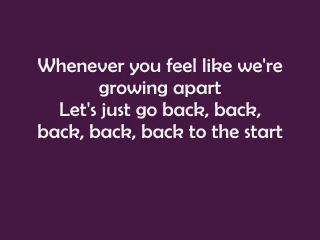 Whenever you feel like we're
growing apart
Let's just go back, back,
back, back, back to the start